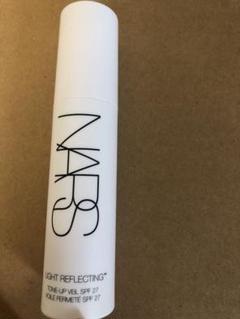 NARS
LIGHT REFLECTING™
TONE-UP VEIL SPF 27
VOILE FERMETÉ SPF 27